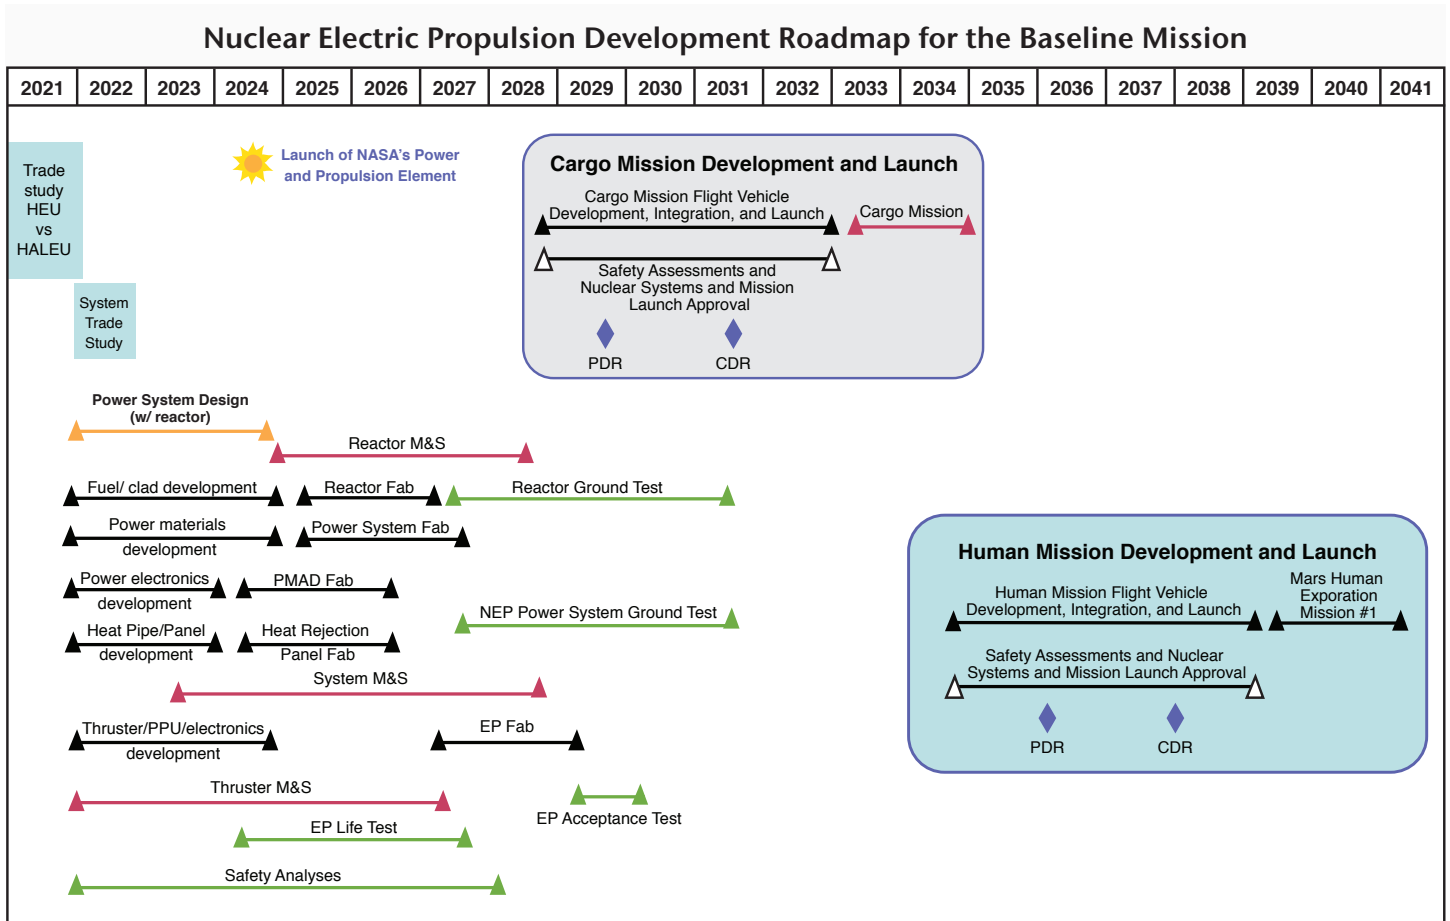 Nuclear Electric Propulsion Development Roadmap for the Baseline Mission
2021 2022 2023 2024 2025 2026 2027 2028 2029 2030 2031 2032 2033 2034 2035 2036 2037 2038 2039 2040 2041
Trade
study
HEU
vs
HALEU
System
Trade
Study
Launch of NASA's Power
and Propulsion Element
Cargo Mission Development and Launch
Cargo Mission Flight Vehicle
Development, Integration, and Launch
Cargo Mission
Safety Assessments and
Nuclear Systems and Mission
Launch Approval
PDR
CDR
Power System Design
(w/ reactor)
Reactor M&S
Fuel/ clad development
Reactor Fab
Reactor Ground Test
Power materials
development
Power System Fab
Power electronics
development
PMAD Fab
NEP Power System Ground Test
Heat Pipe/Panel
development
Heat Rejection
Panel Fab
System M&S
Thruster/PPU/electronics
development
EP Fab
Thruster M&S
EP Acceptance Test
EP Life Test
Safety Analyses
Human Mission Development and Launch
Human Mission Flight Vehicle
Development, Integration, and Launch
Mars Human
Exporation
Mission #1
Safety Assessments and Nuclear
Systems and Mission Launch Approval
PDR
CDR